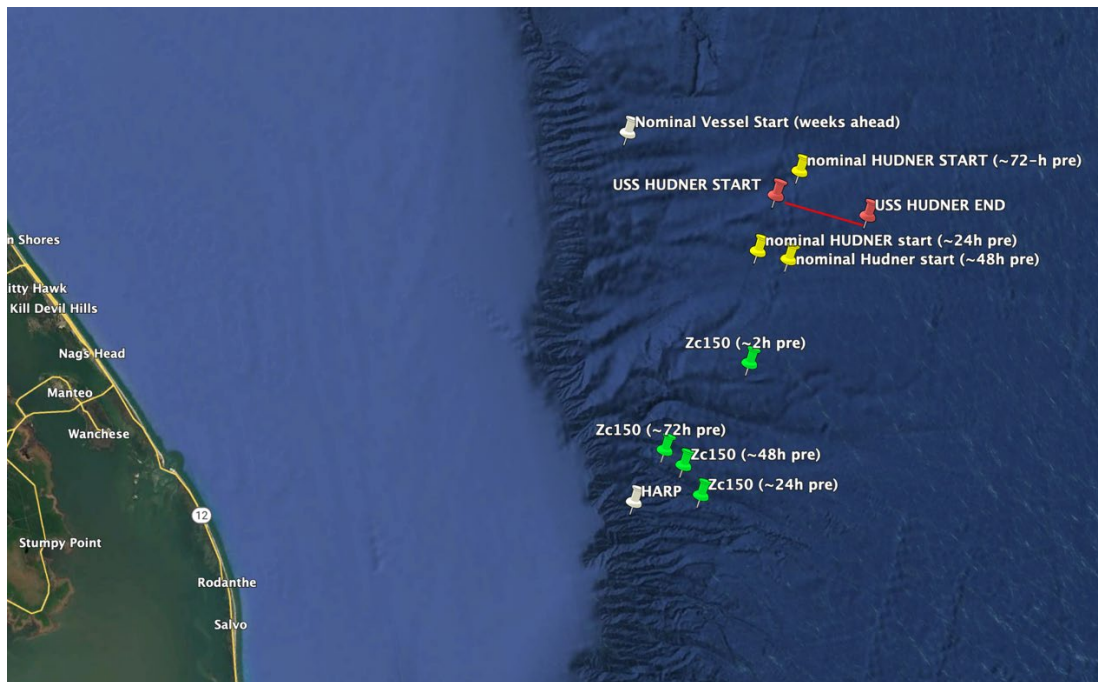 Nominal Vessel Start (weeks ahead)
nominal HUDNER START (~72-h pre)
USS HUDNER START
USS HUDNER END
n Shores
nominal HUDNER start (~24h pre)
nominal Hudner start (~48h pre)
itty Hawk
Kill Devil Hills
Zc150 (~2h pre)
Nags Head
Manteo
Zc150 (~72h pre)
Wanchese
Zc150 (~48h pre)
Zc150 (~24h pre)
HARP
12
Stumpy Point
Rodanthe
Salvo